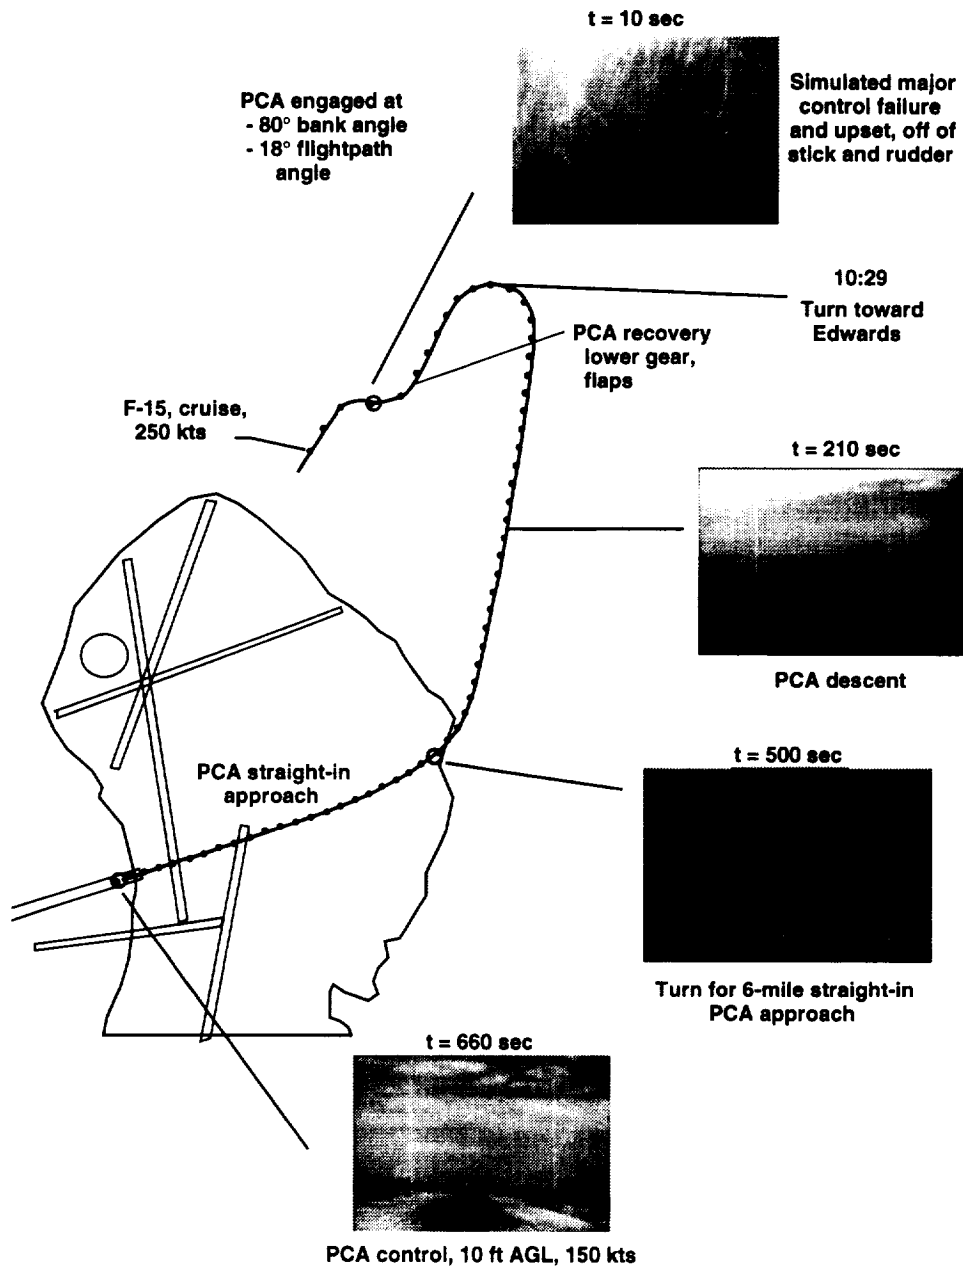 t = 10 sec
PCA engaged at
- 80° bank angle
- 18° flightpath
angle
Simulated major
control failure
and upset, off of
stick and rudder
10:29
Turn toward
Edwards
PCA recovery
lower gear,
flaps
F-15, cruise,
250 kts
t = 210 sec
PCA descent
t = 500 sec
PCA straight-in
approach
Turn for 6-mile straight-in
PCA approach
t = 660 sec
PCA control, 10 ft AGL, 150 kts